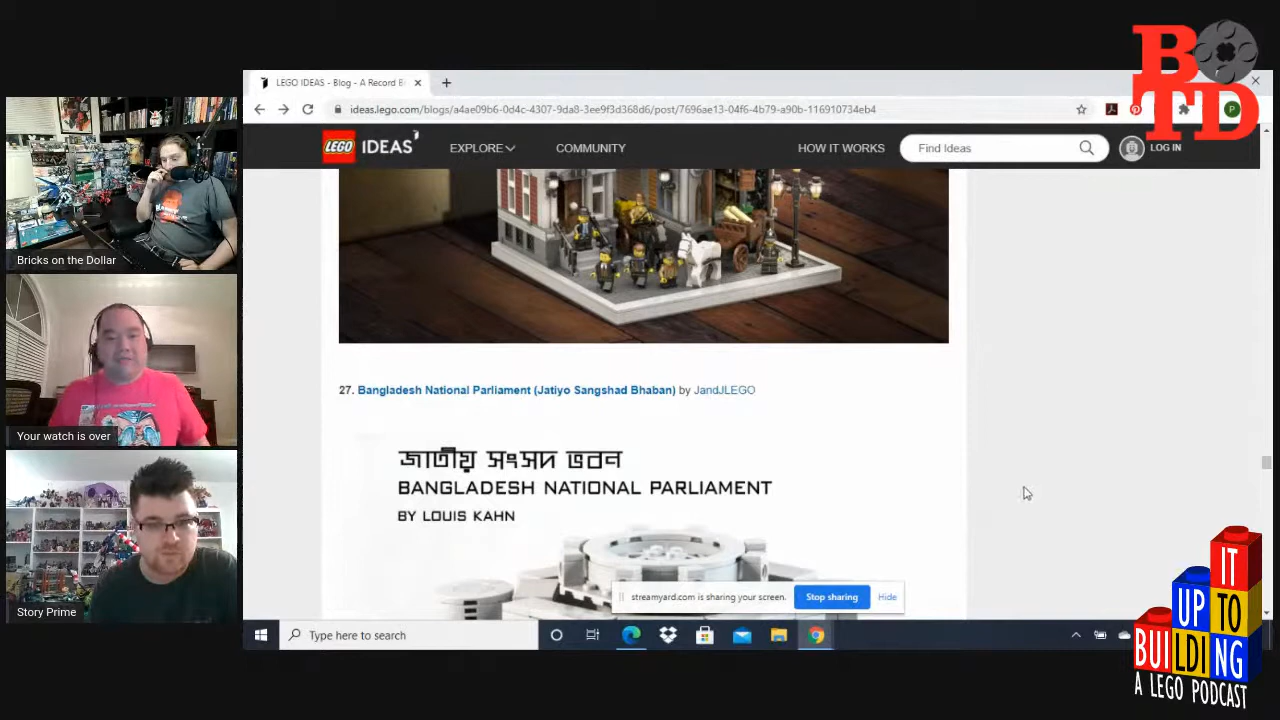 BOTD
LEGO IDEAS - Blog - A Record B
ideas.lego.com/blogs/a4ae09b6-0d4c-4307-9da8-3ee9f3d368d6/post/7696ae13-04f6-4b79-a90b-116910734eb4
P
LEGO IDEAS
EXPLORE
COMMUNITY
HOW IT WORKS
Find Ideas
LOG IN
Bricks on the Dollar
27. Bangladesh National Parliament (Jatiyo Sangshad Bhaban) by JandJLEGO
Your watch is over
জাতীয় সংসদ ভবন
BANGLADESH NATIONAL PARLIAMENT
BY LOUIS KAHN
streamyard.com is sharing your screen.
Stop sharing
Hide
Story Prime
Type here to search
BUILDING
UP TO
IT
A LEGO PODCAST